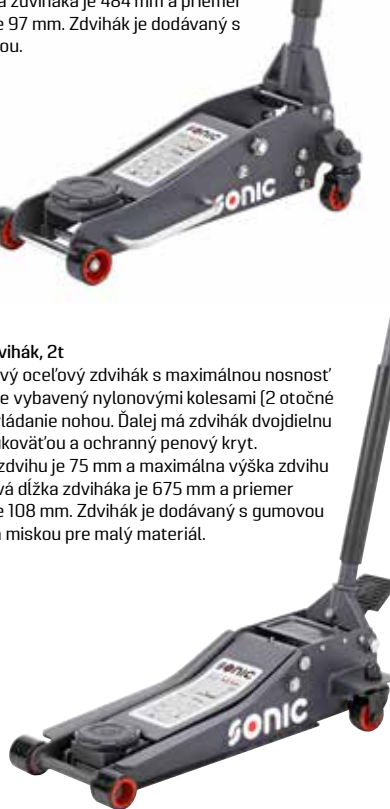 zdviháka je 484 mm a priemer
e 97 mm. Zdvihák je dodávaný s
ou.
SONIC
SONIC
vihák, 2t
vý oceľový zdvihák s maximálnou nosnosť
e vybavený nylonovými kolesami (2 otočné
ládanie nohou. Ďalej má zdvihák dvojdielnu
koväťou a ochranný penový kryt.
zdvihu je 75 mm a maximálna výška zdvihu
vá dĺžka zdviháka je 675 mm a priemer
e 108 mm. Zdvihák je dodávaný s gumovou
miskou pre malý materiál.
SONIC
SONIC